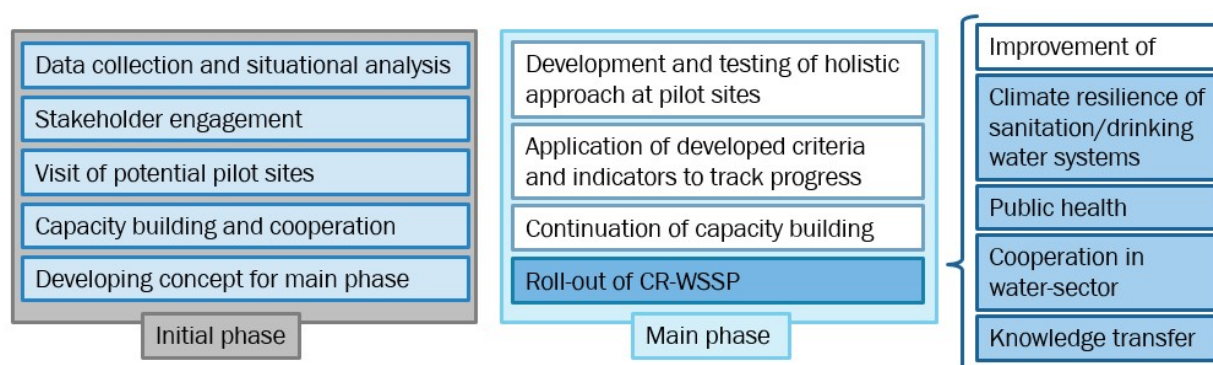 Data collection and situational analysis
Stakeholder engagement
Visit of potential pilot sites
Capacity building and cooperation
Developing concept for main phase
Initial phase
Development and testing of holistic
approach at pilot sites
Application of developed criteria
and indicators to track progress
Continuation of capacity building
Roll-out of CR-WSSP
Main phase
Improvement of
Climate resilience of
sanitation/drinking
water systems
Public health
Cooperation in
water-sector
Knowledge transfer